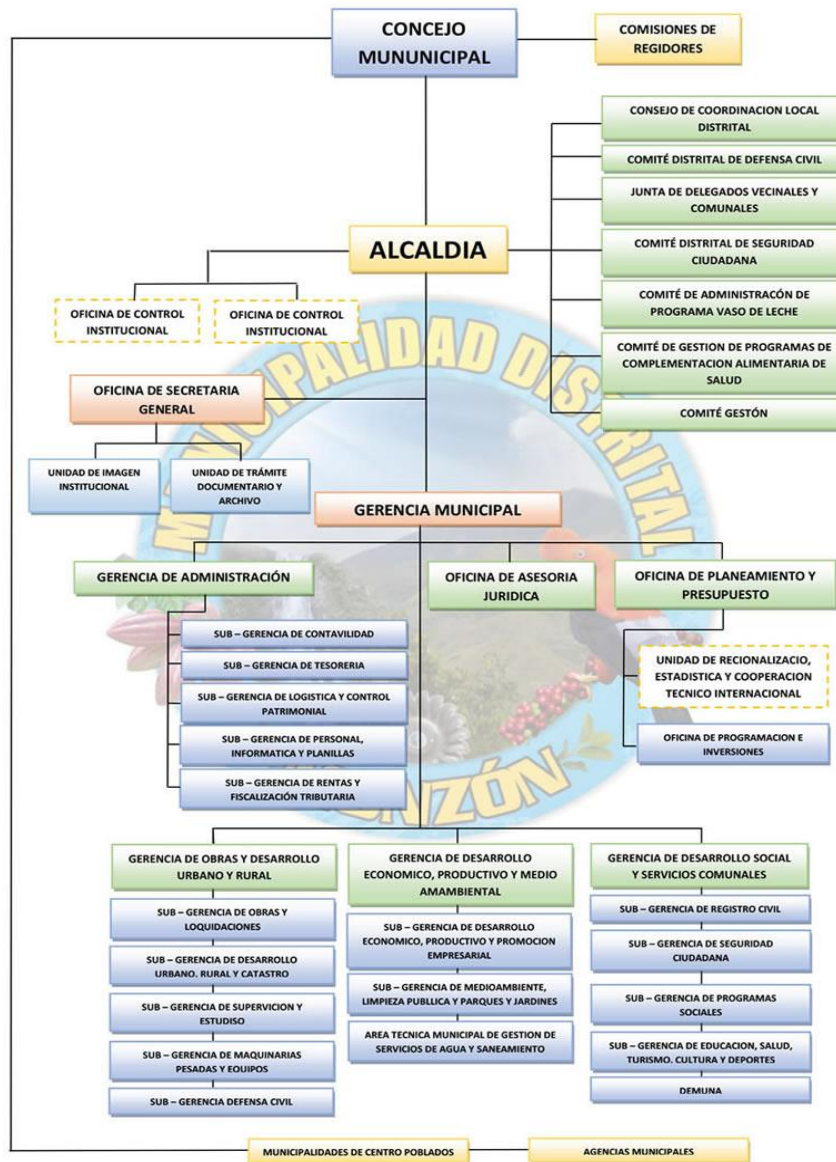 CONCEJO
MUNUNICIPAL
COMISIONES DE
REGIDORES
CONSEJO DE COORDINACION LOCAL
DISTRITAL
COMITÉ DISTRITAL DE DEFENSA CIVIL
JUNTA DE DELEGADOS VECINALES Y
COMUNALES
ALCALDIA
COMITÉ DISTRITAL DE SEGURIDAD
CIUDADANA
OFICINA DE CONTROL
INSTITUCIONAL
OFICINA DE CONTROL
INSTITUCIONAL
COMITÉ DE ADMINISTRACÓN DE
PROGRAMA VASO DE LECHE
COMITÉ DE GESTION DE PROGRAMAS DE
COMPLEMENTACION ALIMENTARIA DE
SALUD
COMITÉ GESTÓN
MUNICIPALIDAD DISTRITAL
OFICINA DE SECRETARIA
GENERAL
UNIDAD DE IMAGEN
INSTITUCIONAL
UNIDAD DE TRÁMITE
DOCUMENTARIO Y
ARCHIVO
GERENCIA MUNICIPAL
GERENCIA DE ADMINISTRACIÓN
OFICINA DE ASESORIA
JURIDICA
OFICINA DE PLANEAMIENTO Y
PRESUPUESTO
SUB – GERENCIA DE CONTAVILIDAD
SUB – GERENCIA DE TESORERIA
SUB – GERENCIA DE LOGISTICA Y CONTROL
PATRIMONIAL
SUB – GERENCIA DE PERSONAL,
INFORMATICA Y PLANILLAS
SUB – GERENCIA DE RENTAS Y
FISCALIZACIÓN TRIBUTARIA
UNIDAD DE RECIONALIZACIO,
ESTADISTICA Y COOPERACION
TECNICO INTERNACIONAL
OFICINA DE PROGRAMACION E
INVERSIONES
GERENCIA DE OBRAS Y DESARROLLO
URBANO Y RURAL
SUB – GERENCIA DE OBRAS Y
LOQUIDACIONES
SUB – GERENCIA DE DESARROLLO
URBANO. RURAL Y CATASTRO
SUB – GERENCIA DE SUPERVICION Y
ESTUDISO
SUB – GERENCIA DE MAQUINARIAS
PESADAS Y EQUIPOS
SUB – GERENCIA DEFENSA CIVIL
GERENCIA DE DESARROLLO
ECONOMICO, PRODUCTIVO Y MEDIO
AMAMBIENTAL
SUB – GERENCIA DE DESARROLLO
ECONOMICO, PRODUCTIVO Y PROMOCION
EMPRESARIAL
SUB – GERENCIA DE MEDIOAMBIENTE,
LIMPIEZA PUBLLICA Y PARQUES Y JARDINES
AREA TECNICA MUNICIPAL DE GESTION DE
SERVICIOS DE AGUA Y SANEAMIENTO
GERENCIA DE DESARROLLO SOCIAL
Y SERVICIOS COMUNALES
SUB – GERENCIA DE REGISTRO CIVIL
SUB – GERENCIA DE SEGURIDAD
CIUDADANA
SUB – GERENCIA DE PROGRAMAS
SOCIALES
SUB – GERENCIA DE EDUCACION, SALUD,
TURISMO. CULTURA Y DEPORTES
DEMUNA
MUNICIPALIDADES DE CENTRO POBLADOS
AGENCIAS MUNICIPALES